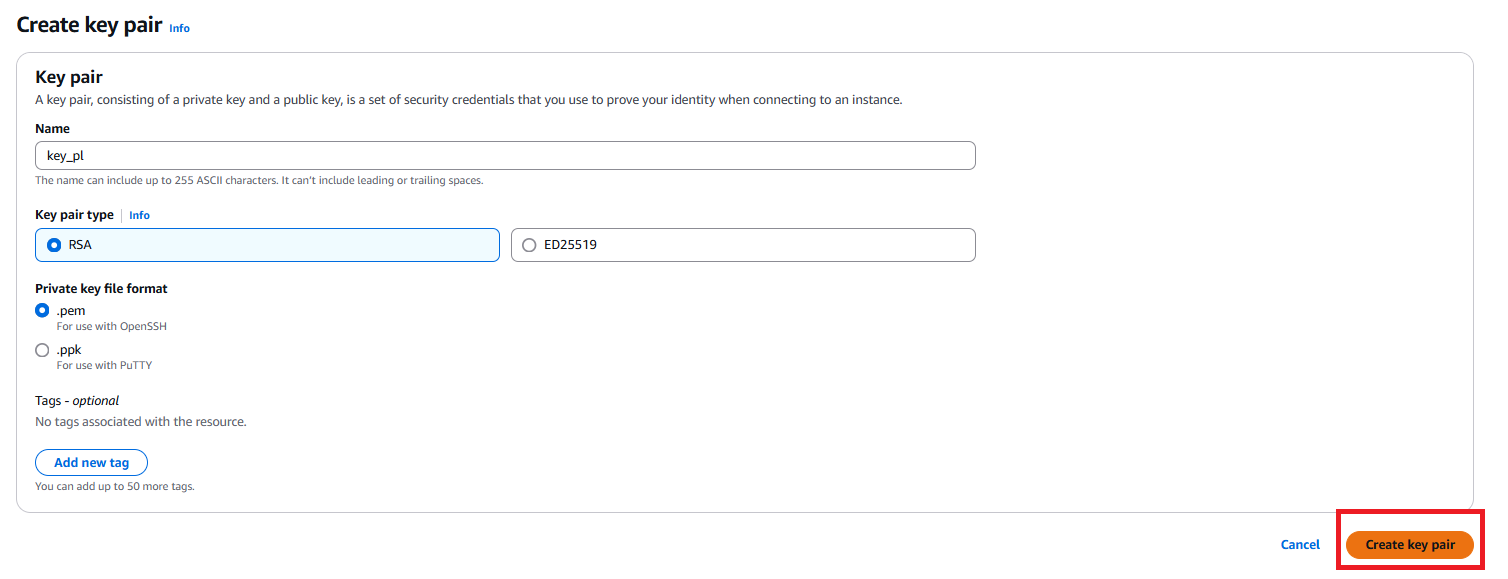 Create key pair Info
Key pair
A key pair, consisting of a private key and a public key, is a set of security credentials that you use to prove your identity when connecting to an instance.
Name
key_pl
The name can include up to 255 ASCII characters. It can't include leading or trailing spaces.
Key pair type Info
RSA ED25519
Private key file format
.pem
For use with OpenSSH
.ppk
For use with PuTTY
Tags - optional
No tags associated with the resource.
Add new tag
You can add up to 50 more tags.
Cancel Create key pair